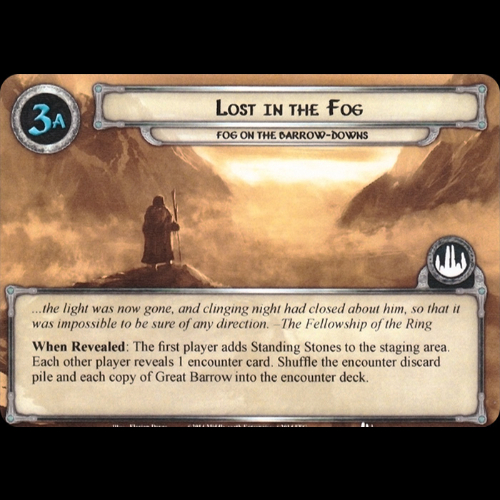 3A
LOST IN THE FOG
FOG ON THE BARROW-DOWNS
...the light was now gone, and clinging night had closed about him, so that it
was impossible to be sure of any direction. –The Fellowship of the Ring
When Revealed: The first player adds Standing Stones to the staging area.
Each other player reveals 1 encounter card. Shuffle the encounter discard
pile and each copy of Great Barrow into the encounter deck.